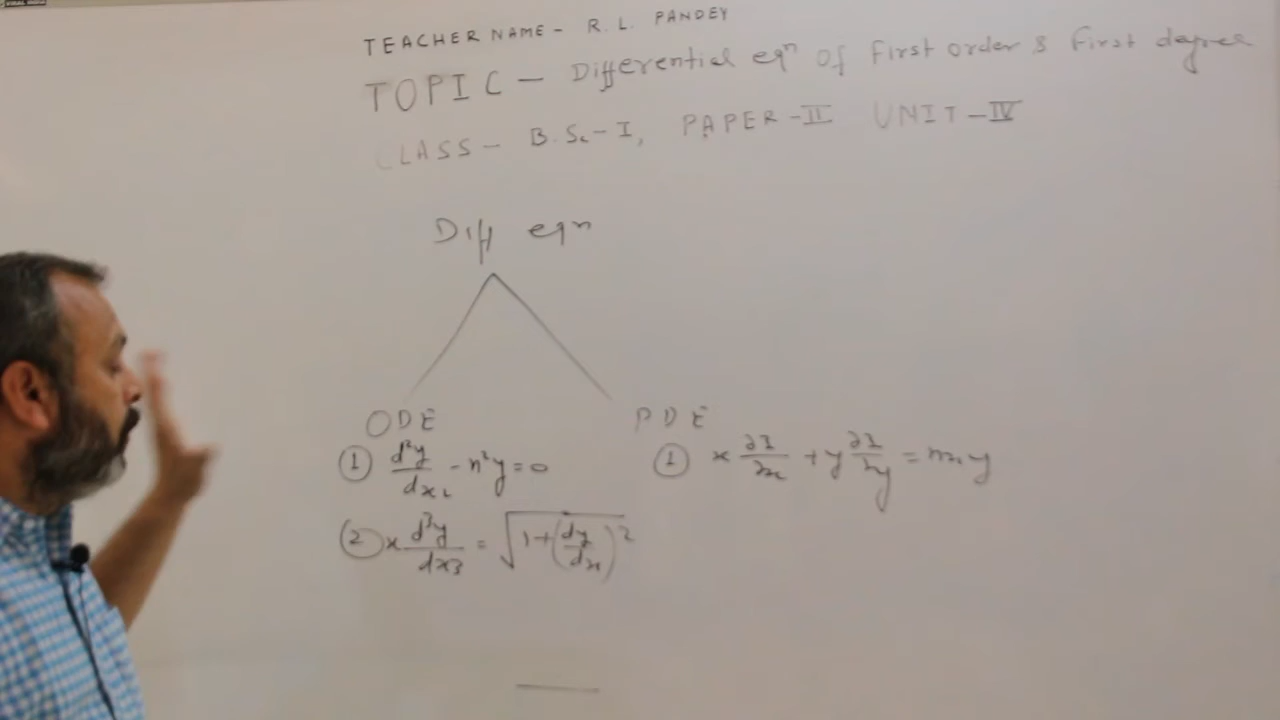 TEACHER NAME - R. L. PANDEY
TOPIC - Differential eqⁿ of first order & first degree
CLASS - B.Sc - I, PAPER - II UNIT - IV
Diff eqⁿ
ODE
① d²y/dx² - n²y = 0
② x d³y/dx³ = √1+(dy/dx)²
PDE
① x ∂z/∂x + y ∂z/∂y =